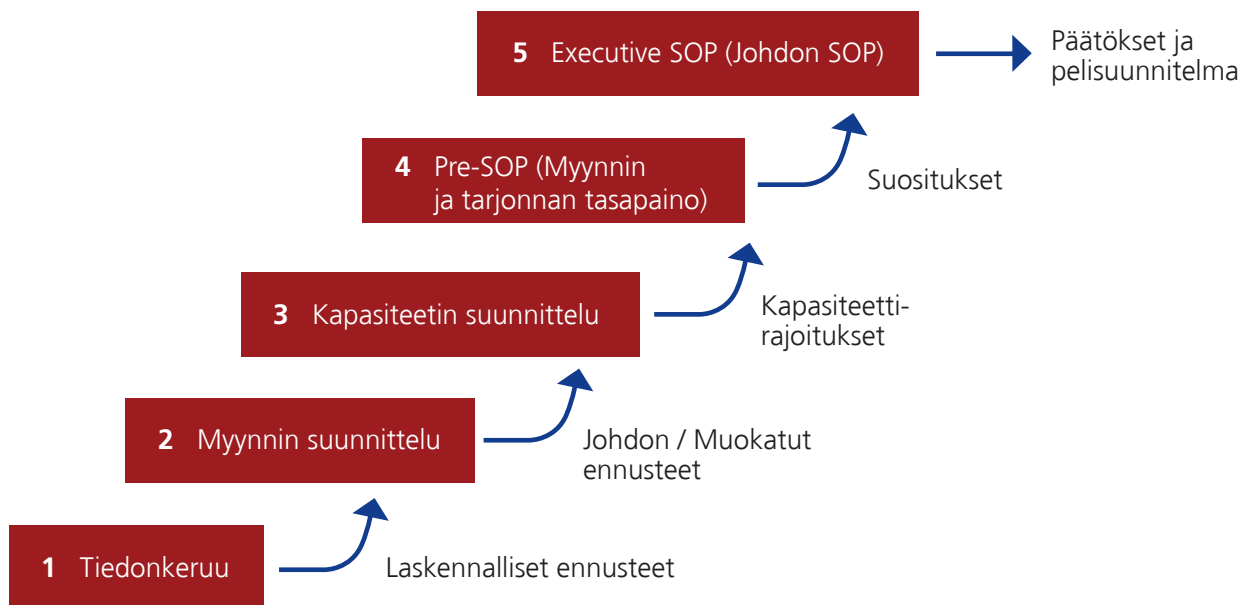 5 Executive SOP (Johdon SOP)
Päätökset ja
pelisuunnitelma
4 Pre-SOP (Myynnin
ja tarjonnan tasapaino)
Suositukset
3 Kapasiteetin suunnittelu
Kapasiteetti-
rajoitukset
2 Myynnin suunnittelu
Johdon / Muokatut
ennusteet
1 Tiedonkeruu
Laskennalliset ennusteet